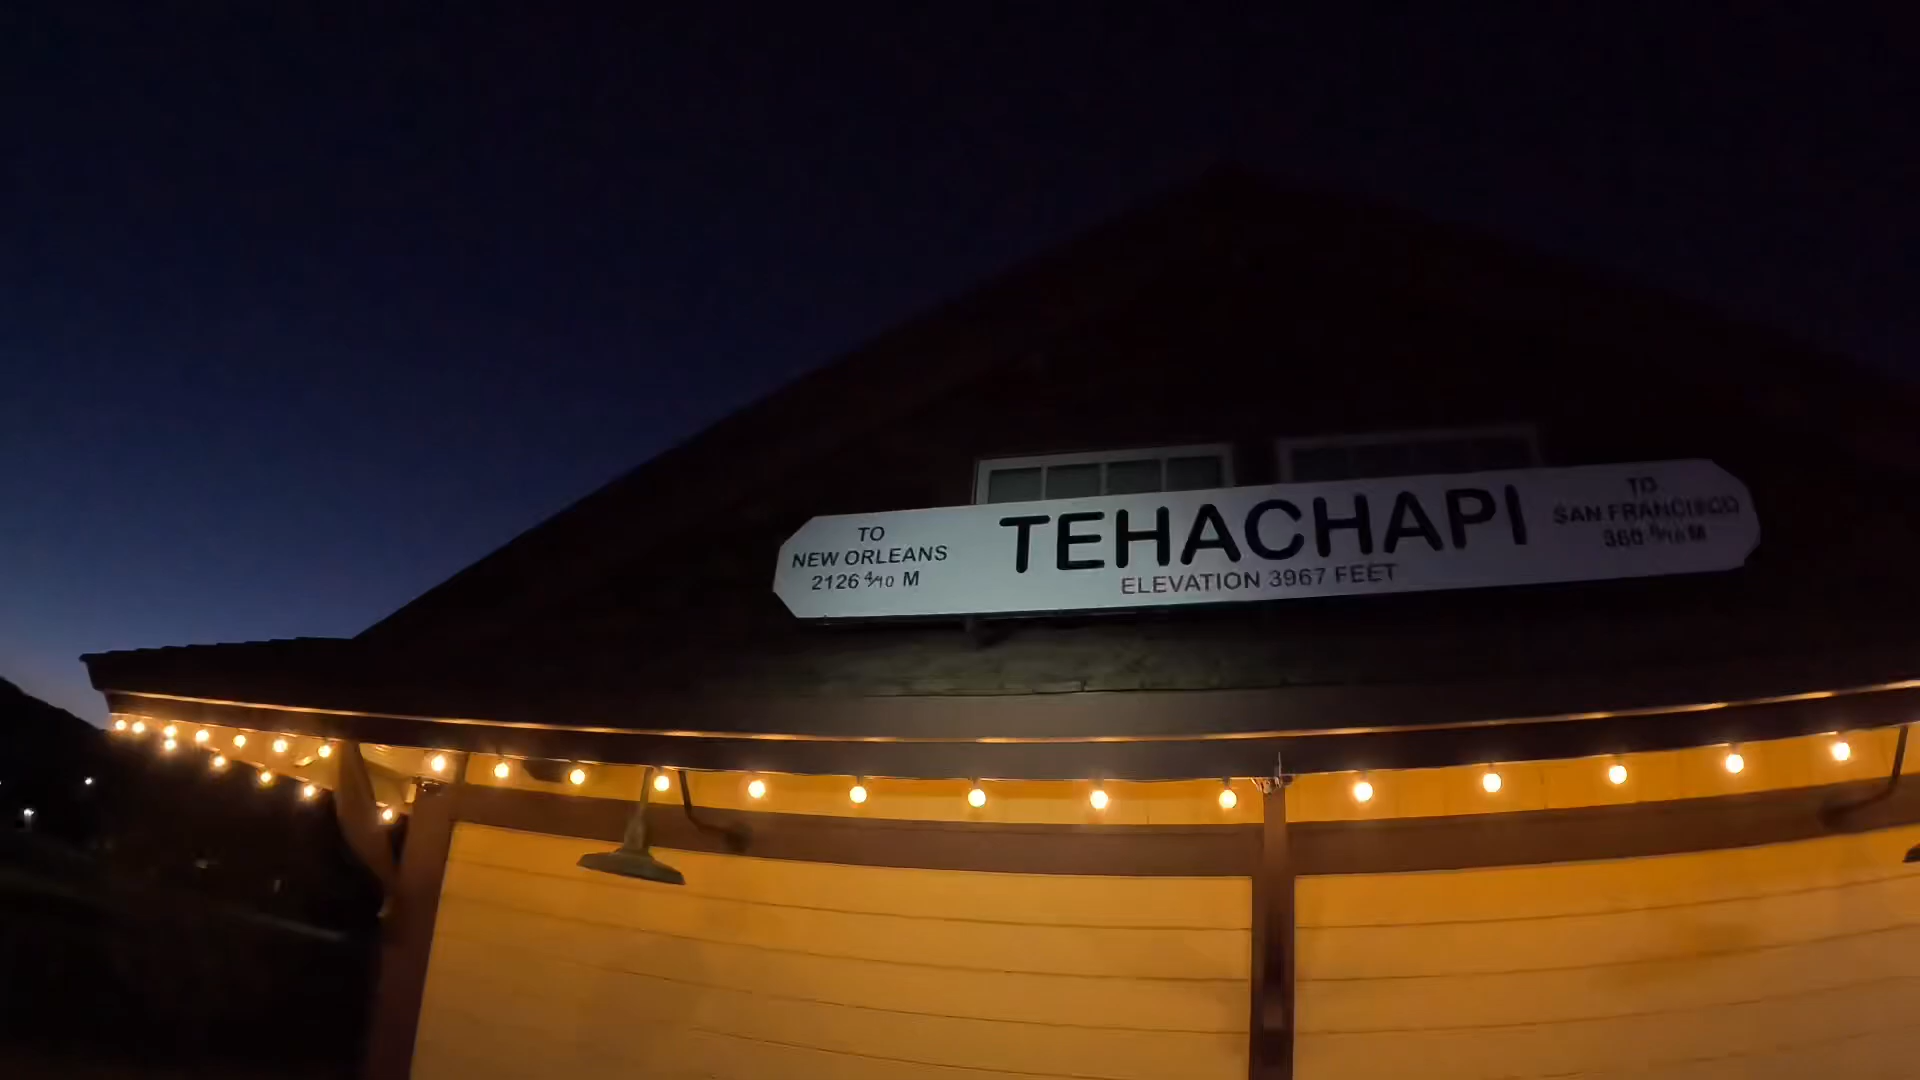 TO
NEW ORLEANS
2126 4/10 M
TEHACHAPI
ELEVATION 3967 FEET
TO
SAN FRANCISCO
M